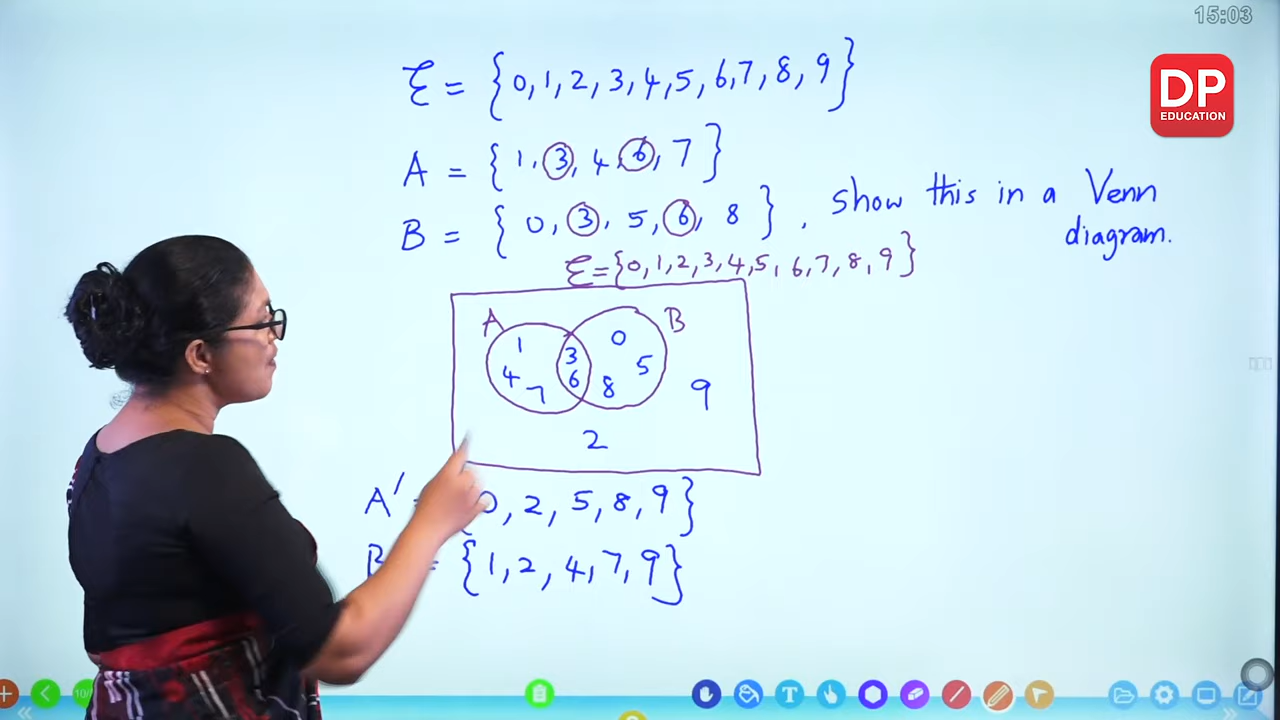 15:03
DP
EDUCATION
ℰ = {0, 1, 2, 3, 4, 5, 6, 7, 8, 9}
A = {1, 3, 4, 6, 7}
B = {0, 3, 5, 6, 8}. show this in a Venn diagram.
ℰ={0, 1, 2, 3, 4, 5, 6, 7, 8, 9}
A B
1 3 0
4 6 5
7 8 9
2
A' = {0, 2, 5, 8, 9}
B = {1, 2, 4, 7, 9}
T